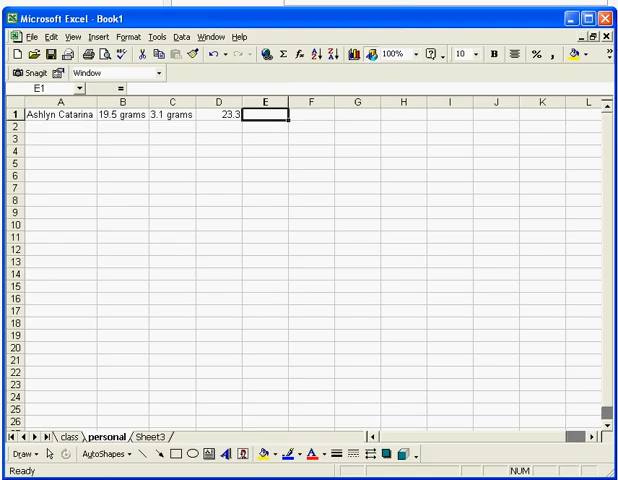 Microsoft Excel - Book1
File Edit View Insert Format Tools Data Window Help
100% 10 B % ,
SnagIt Window
E1 =
A B C D E F G H I J K L
1 Ashlyn Catarina 19.5 grams 3.1 grams 23.3
2
3
4
5
6
7
8
9
10
11
12
13
14
15
16
17
18
19
20
21
22
23
24
25
26
class personal Sheet3
Draw AutoShapes
Ready NUM